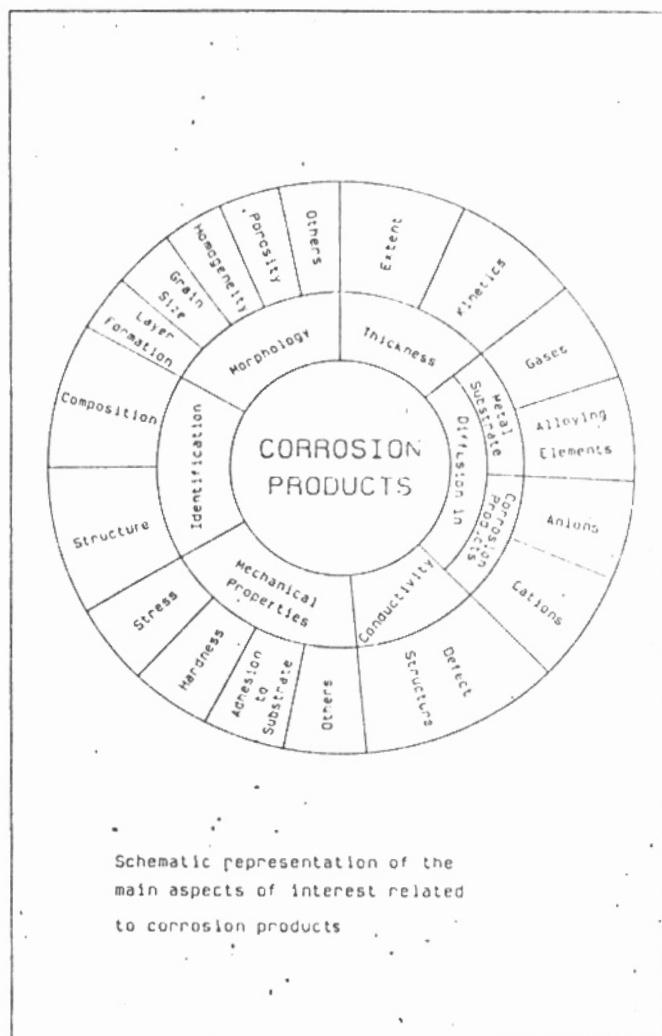 CORROSION
PRODUCTS
Morphology
Thickness
Diffusion in
Metal
Substrate
Corrosion
Products
Conductivity
Mechanical
Properties
Identification
Others
Extent
Kinetics
Gases
Alloying
Elements
Anions
Cations
Defect
Structure
Others
Adhesion
to
Substrate
Hardness
Stress
Structure
Composition
Layer
Formation
Grain
Size
Homogeneity
Porosity
Schematic representation of the
main aspects of interest related
to corrosion products